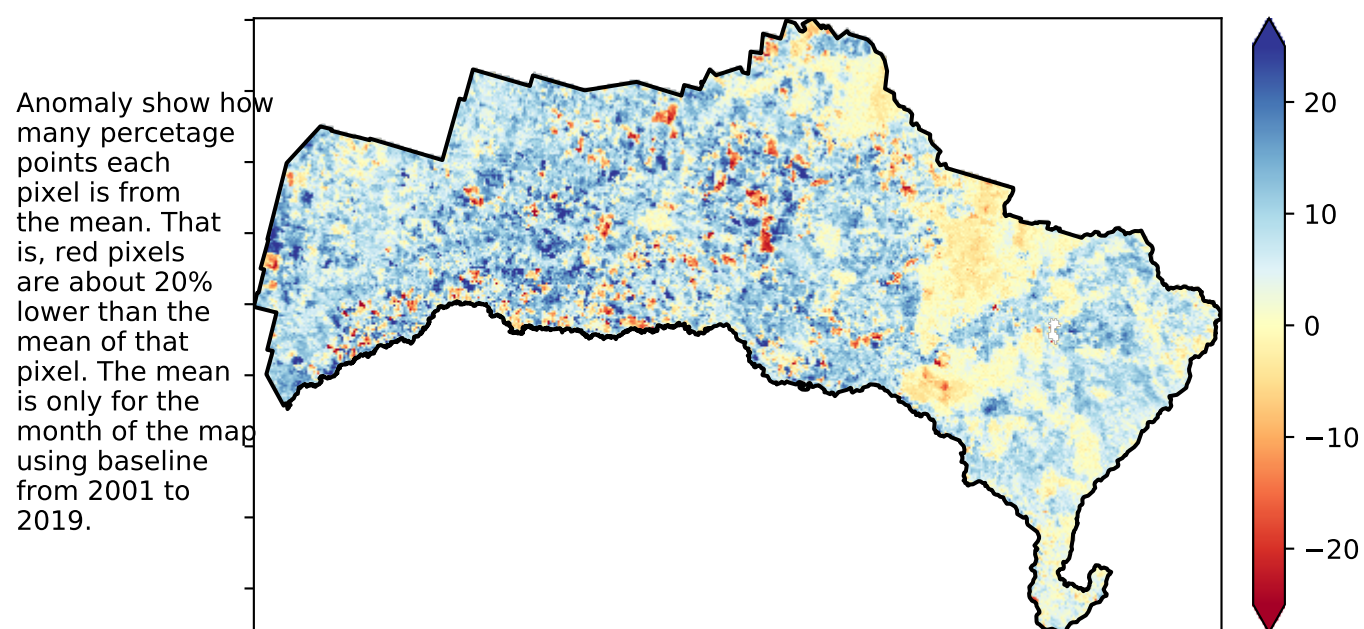 Anomaly show how
many percetage
points each
pixel is from
the mean. That
is, red pixels
are about 20%
lower than the
mean of that
pixel. The mean
is only for the
month of the map
using baseline
from 2001 to
2019.
20
10
0
−10
−20